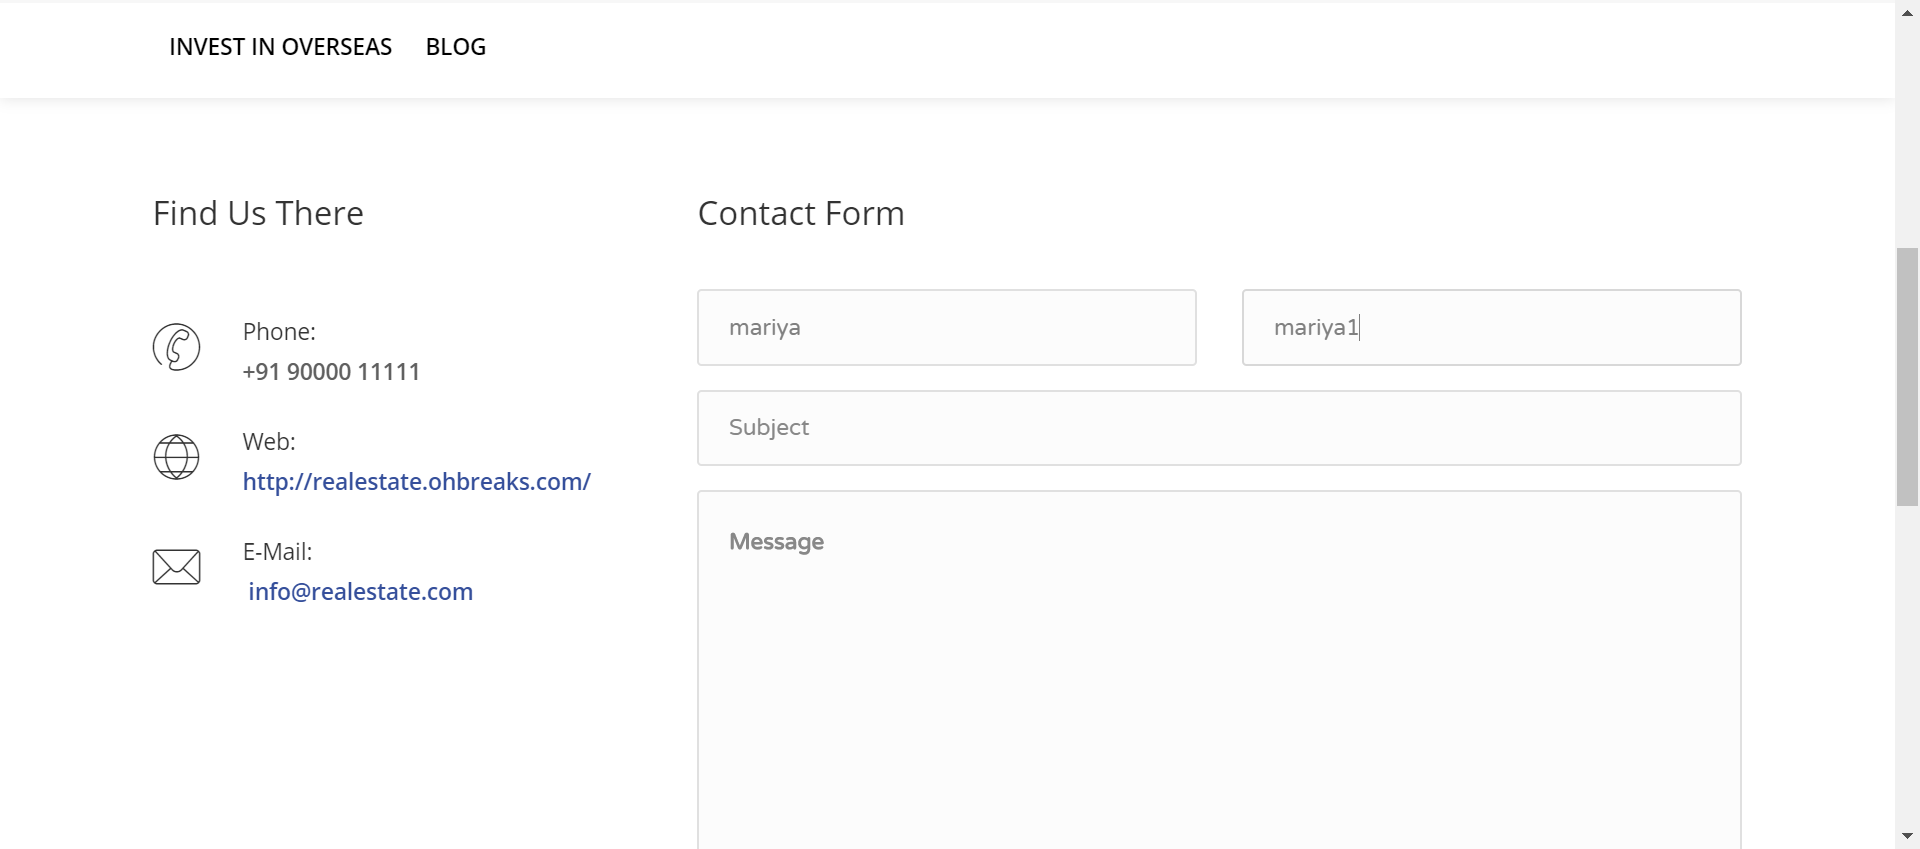 INVEST IN OVERSEAS BLOG
Find Us There
Phone:
+91 90000 11111
Web:
http://realestate.ohbreaks.com/
E-Mail:
info@realestate.com
Contact Form
mariya mariya1
Subject
Message